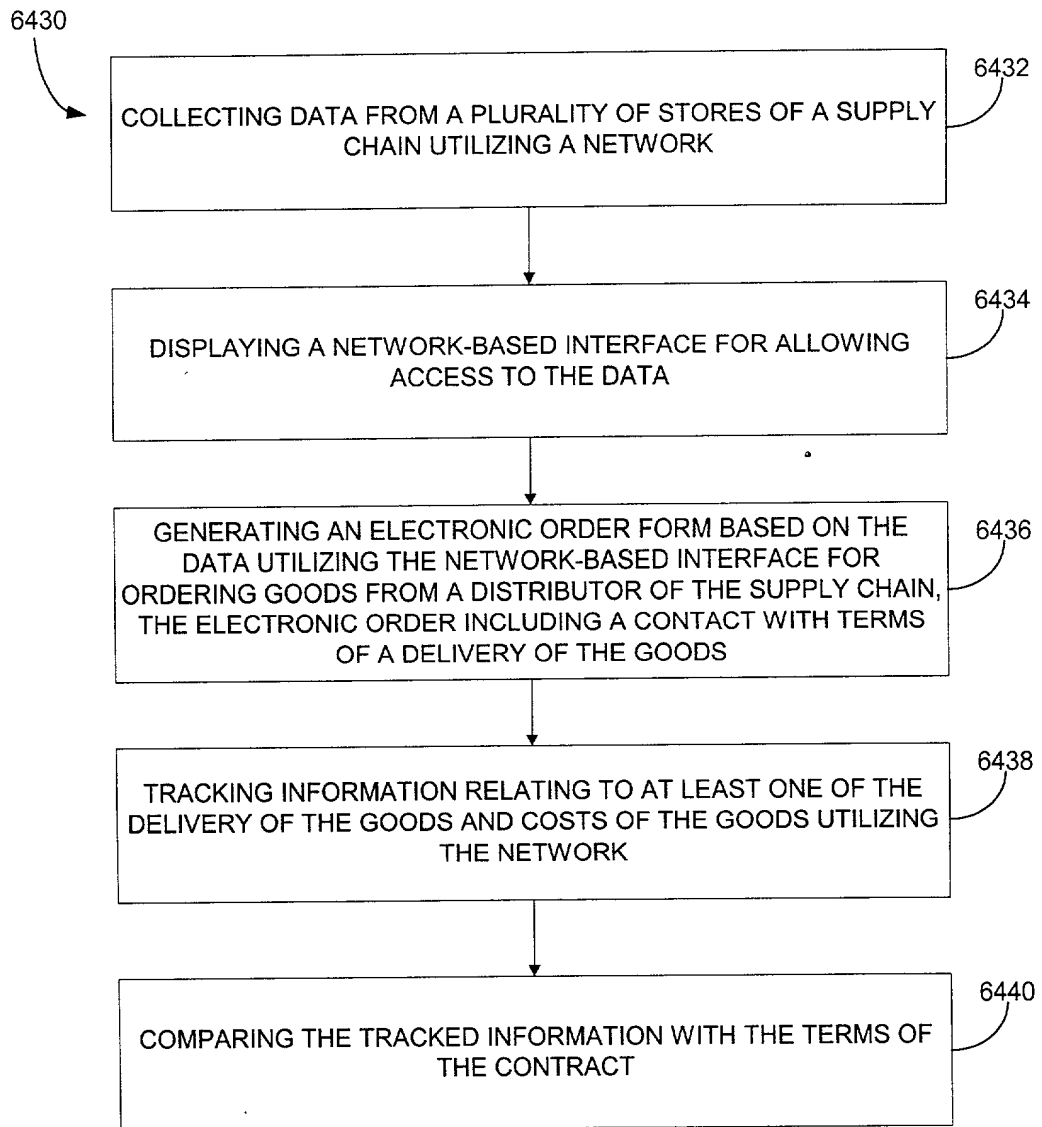 6430
6432
COLLECTING DATA FROM A PLURALITY OF STORES OF A SUPPLY
CHAIN UTILIZING A NETWORK
6434
DISPLAYING A NETWORK-BASED INTERFACE FOR ALLOWING
ACCESS TO THE DATA
6436
GENERATING AN ELECTRONIC ORDER FORM BASED ON THE
DATA UTILIZING THE NETWORK-BASED INTERFACE FOR
ORDERING GOODS FROM A DISTRIBUTOR OF THE SUPPLY CHAIN,
THE ELECTRONIC ORDER INCLUDING A CONTACT WITH TERMS
OF A DELIVERY OF THE GOODS
6438
TRACKING INFORMATION RELATING TO AT LEAST ONE OF THE
DELIVERY OF THE GOODS AND COSTS OF THE GOODS UTILIZING
THE NETWORK
6440
COMPARING THE TRACKED INFORMATION WITH THE TERMS OF
THE CONTRACT